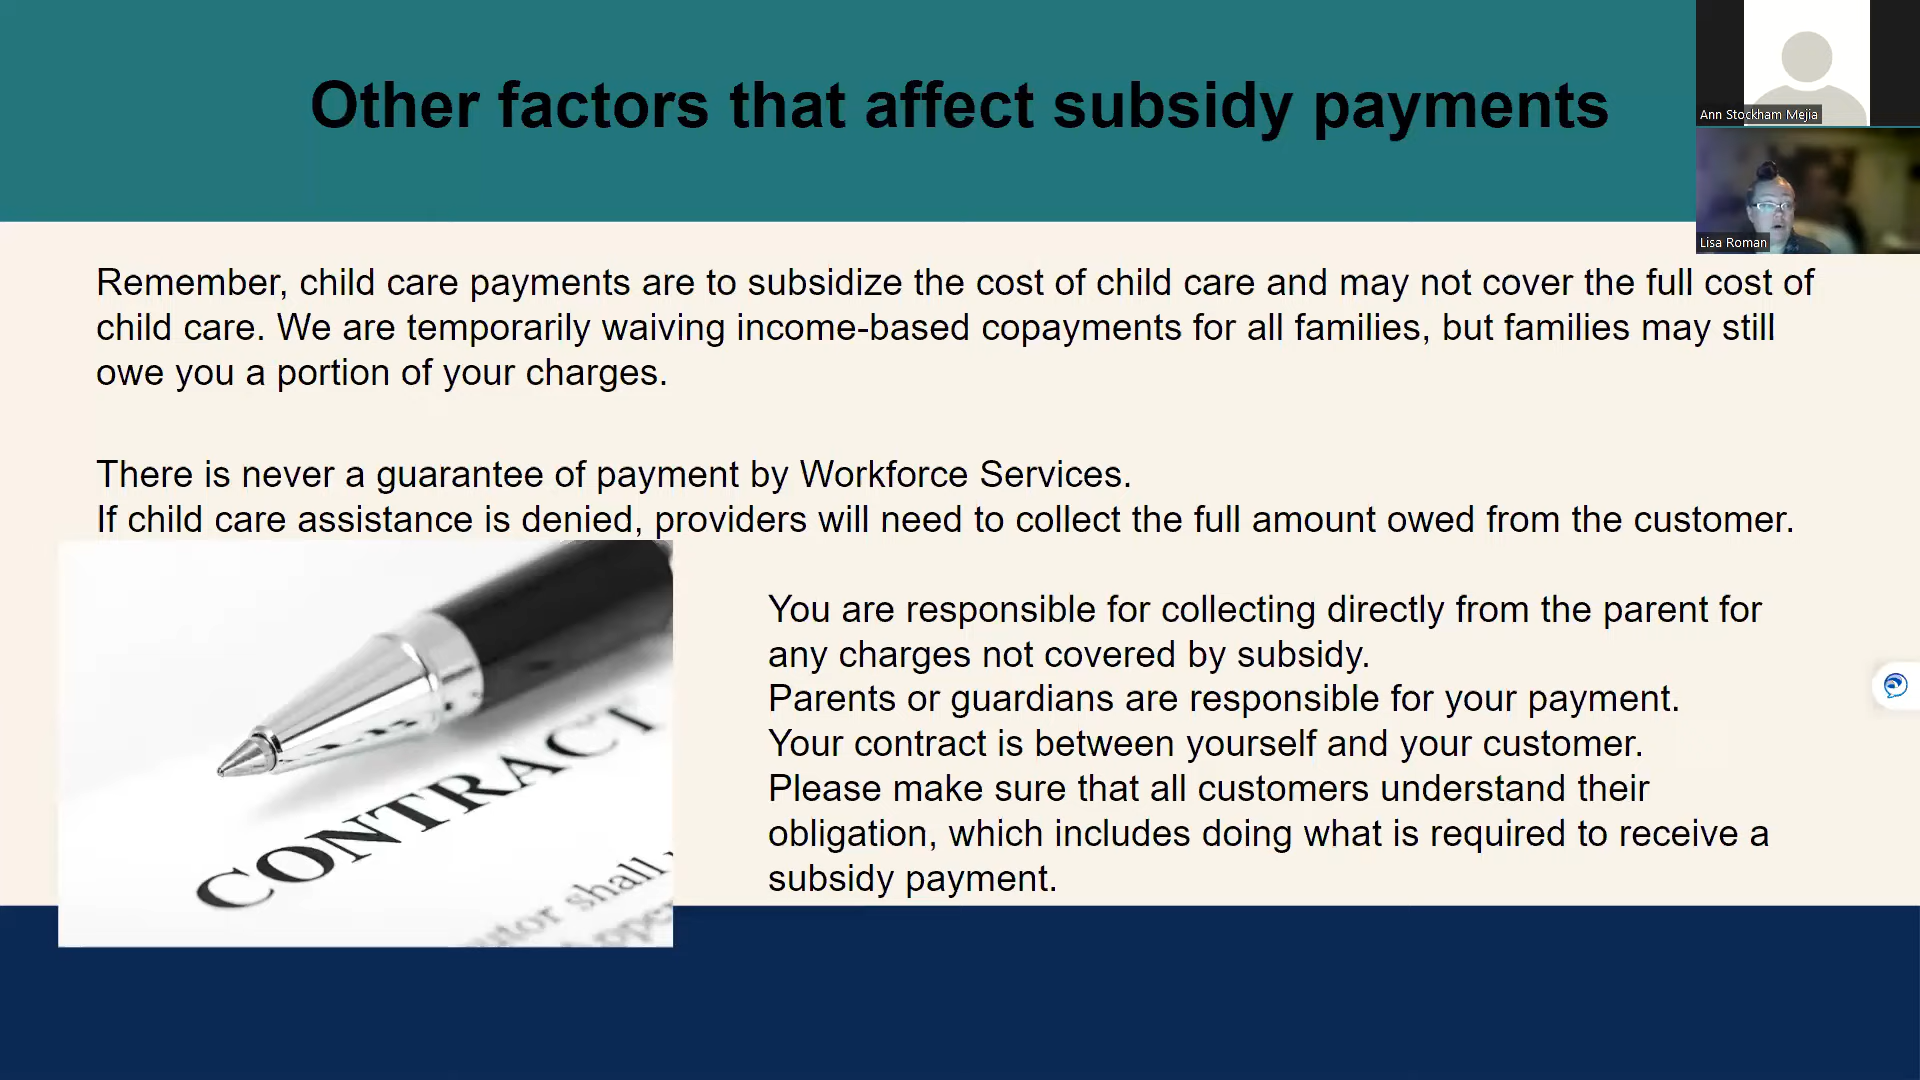 Other factors that affect subsidy payments
Ann Stockham Mejia
Lisa Roman
Remember, child care payments are to subsidize the cost of child care and may not cover the full cost of
child care. We are temporarily waiving income-based copayments for all families, but families may still
owe you a portion of your charges.
There is never a guarantee of payment by Workforce Services.
If child care assistance is denied, providers will need to collect the full amount owed from the customer.
You are responsible for collecting directly from the parent for
any charges not covered by subsidy.
Parents or guardians are responsible for your payment.
Your contract is between yourself and your customer.
Please make sure that all customers understand their
obligation, which includes doing what is required to receive a
subsidy payment.
CONTRACT
shall